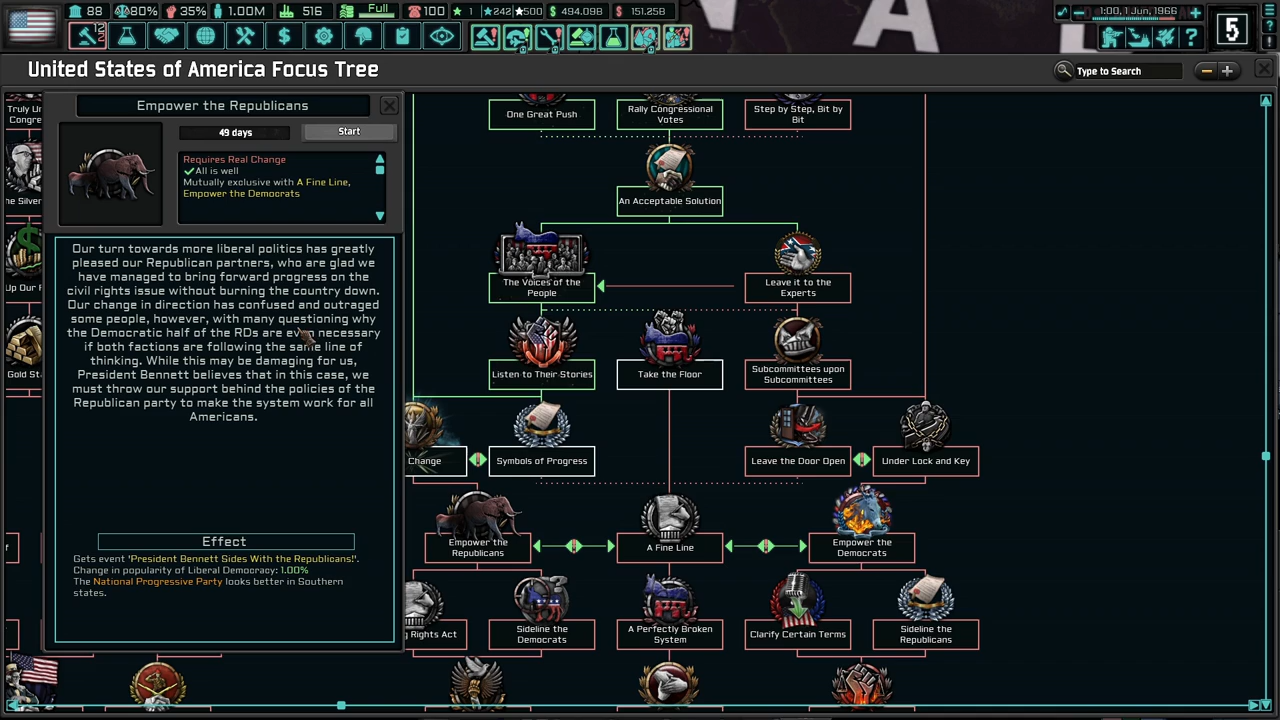 88 80% 35% 1.00M 516 Full 100 1 242 500 $ 494.09B $ 151.25B
1:00, 1 Jun, 1966
5
United States of America Focus Tree
Type to Search
Empower the Republicans
49 days
Start
Requires Real Change
All is well
Mutually exclusive with A Fine Line,
Empower the Democrats
Our turn towards more liberal politics has greatly
pleased our Republican partners, who are glad we
have managed to bring forward progress on the
civil rights issue without burning the country down.
Our change in direction has confused and outraged
some people, however, with many questioning why
the Democratic half of the RDs are even necessary
if both factions are following the same line of
thinking. While this may be damaging for us,
President Bennett believes that in this case, we
must throw our support behind the policies of the
Republican party to make the system work for all
Americans.
Effect
Gets event 'President Bennett Sides With the Republicans!'.
Change in popularity of Liberal Democracy: 1.00%
The National Progressive Party looks better in Southern
states.
Truly Un
Congre
The Silver
Up Our F
Gold Sta
One Great Push
Rally Congressional
Votes
Step by Step, Bit by
Bit
An Acceptable Solution
The Voices of the
People
Leave it to the
Experts
Listen to Their Stories
Take the Floor
Subcommittees upon
Subcommittees
Change
Symbols of Progress
Leave the Door Open
Under Lock and Key
Empower the
Republicans
A Fine Line
Empower the
Democrats
g Rights Act
Sideline the
Democrats
A Perfectly Broken
System
Clarify Certain Terms
Sideline the
Republicans